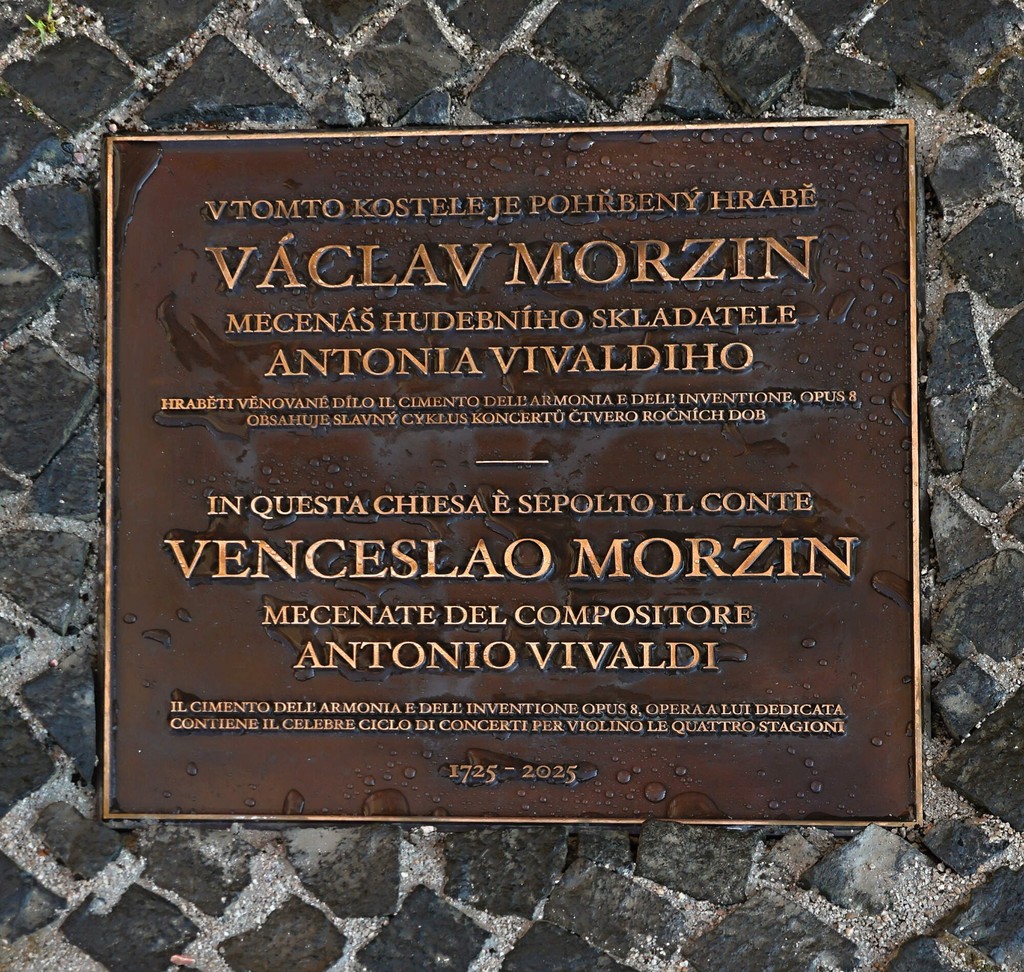 V TOMTO KOSTELE JE POHŘBENÝ HRABĚ
VÁCLAV MORZIN
MECENÁŠ HUDEBNÍHO SKLADATELE
ANTONIA VIVALDIHO
HRABĚTI VĚNOVANÉ DÍLO IL CIMENTO DELL'ARMONIA E DELL' INVENTIONE, OPUS 8
OBSAHUJE SLAVNÝ CYKLUS KONCERTŮ ČTVERO ROČNÍCH DOB
IN QUESTA CHIESA È SEPOLTO IL CONTE
VENCESLAO MORZIN
MECENATE DEL COMPOSITORE
ANTONIO VIVALDI
IL CIMENTO DELL'ARMONIA E DELL' INVENTIONE OPUS 8, OPERA A LUI DEDICATA
CONTIENE IL CELEBRE CICLO DI CONCERTI PER VIOLINO LE QUATTRO STAGIONI
1725 - 2025